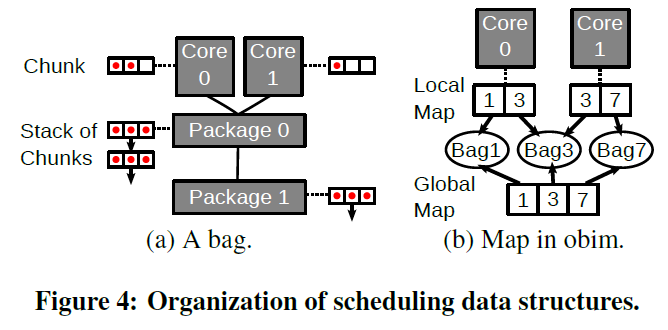 Chunk
Core
0
Core
1
Stack of
Chunks
Package 0
Package 1
(a) A bag.
Core
0
Core
1
Local
Map
1 3
3 7
Bag1
Bag3
Bag7
Global
Map
1 3 7
(b) Map in obim.
Figure 4: Organization of scheduling data structures.